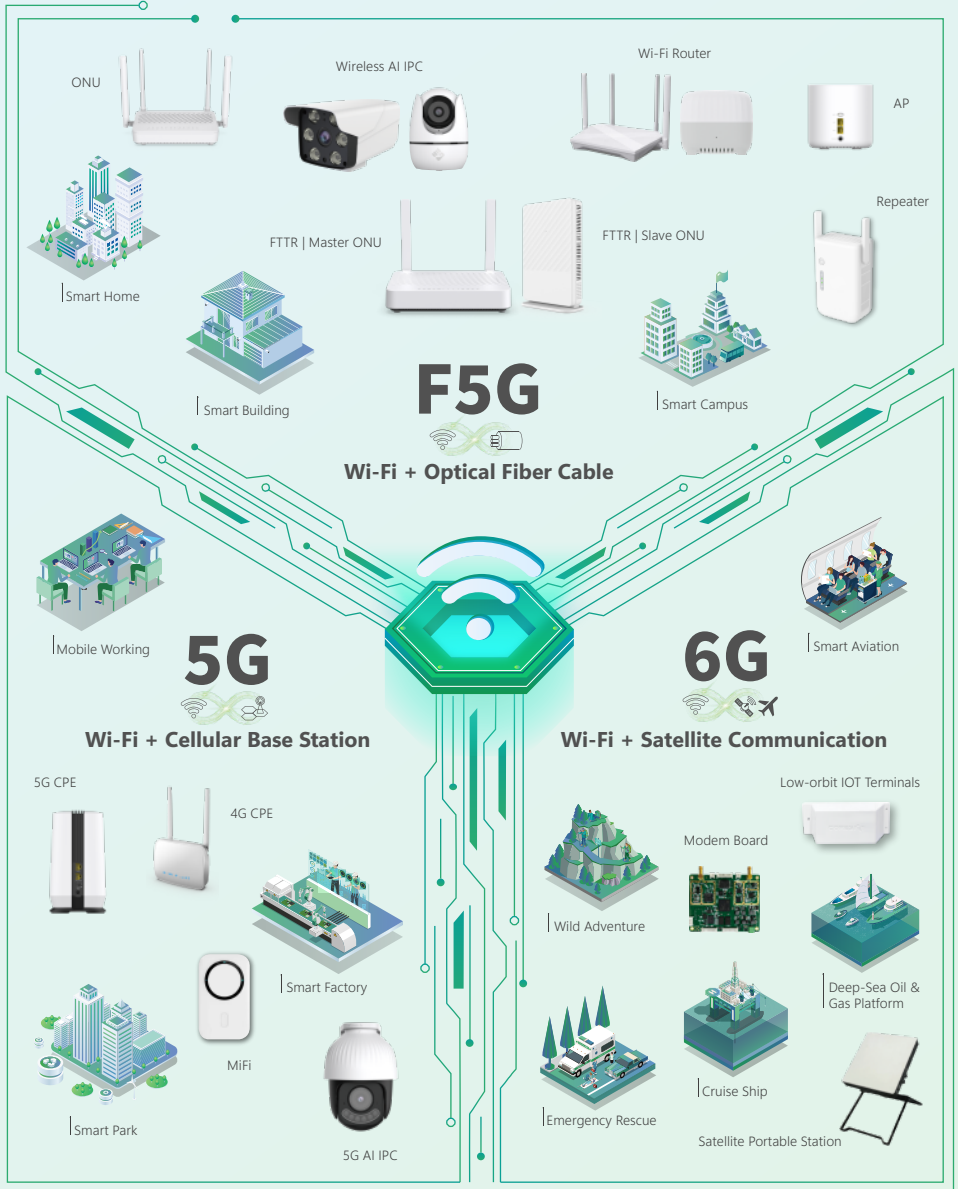 ONU
Wireless AI IPC
Wi-Fi Router
AP
Repeater
FTTR | Master ONU
FTTR | Slave ONU
Smart Home
Smart Building
Smart Campus
F5G
Wi-Fi + Optical Fiber Cable
Mobile Working
5G
Wi-Fi + Cellular Base Station
5G CPE
4G CPE
Smart Factory
MiFi
Smart Park
5G AI IPC
Smart Aviation
6G
Wi-Fi + Satellite Communication
Low-orbit IOT Terminals
Modem Board
Wild Adventure
Deep-Sea Oil &
Gas Platform
Cruise Ship
Emergency Rescue
Satellite Portable Station